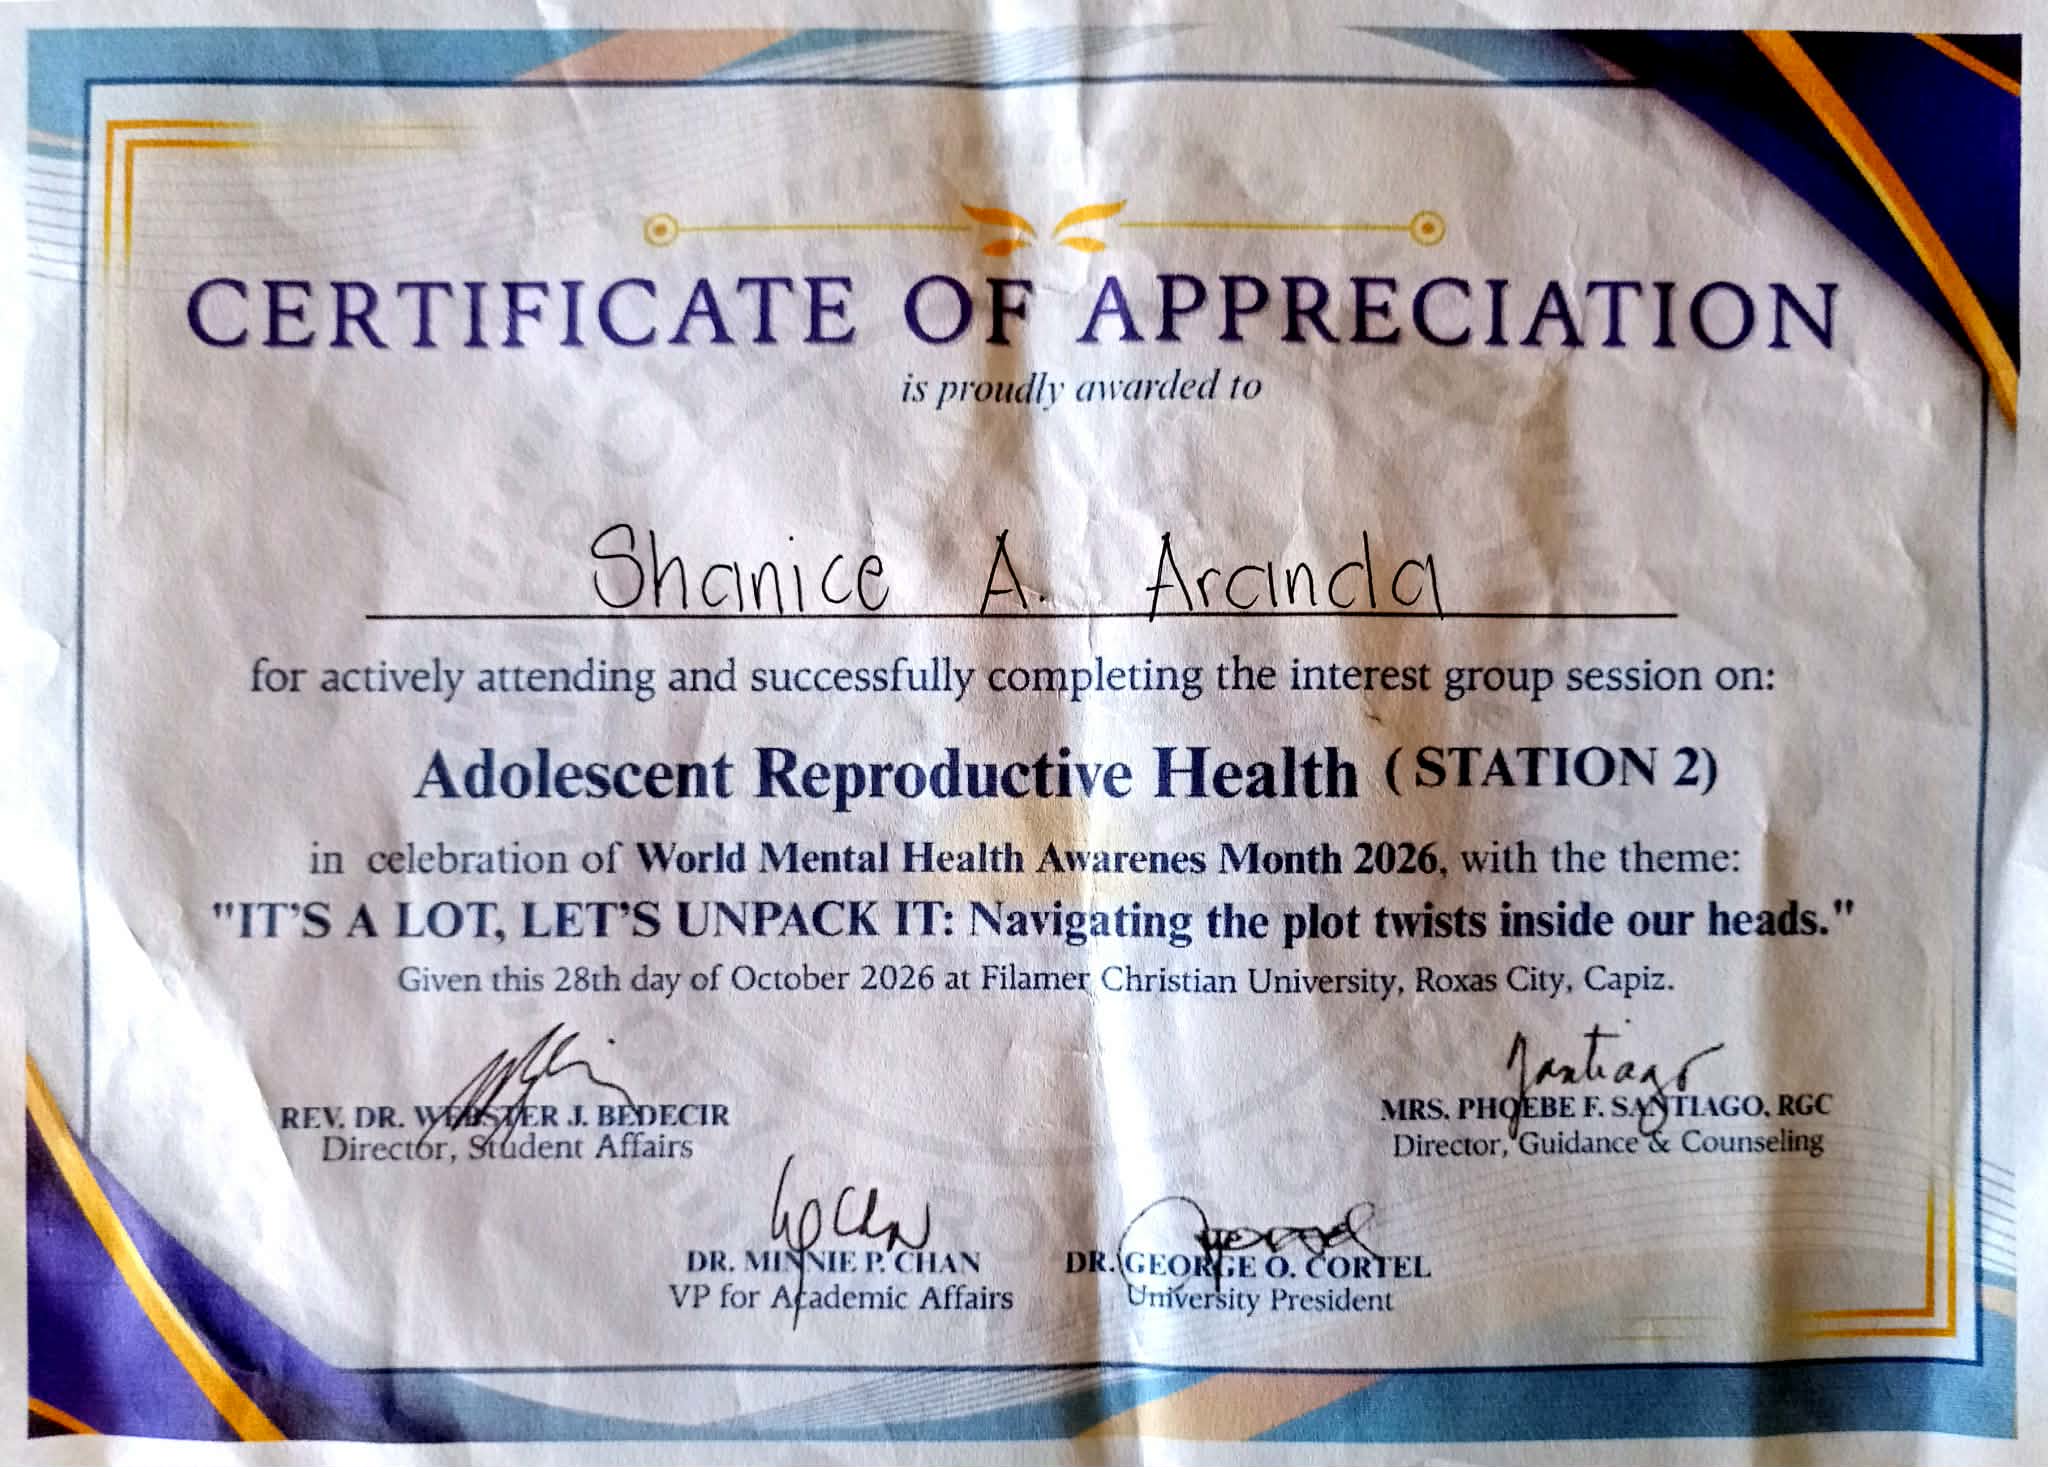 CERTIFICATE OF APPRECIATION
is proudly awarded to
Shanice A. Aranda
for actively attending and successfully completing the interest group session on:
Adolescent Reproductive Health (STATION 2)
in celebration of World Mental Health Awarenes Month 2026, with the theme:
"IT'S A LOT, LET'S UNPACK IT: Navigating the plot twists inside our heads."
Given this 28th day of October 2026 at Filamer Christian University, Roxas City, Capiz.
REV. DR. WEBSTER J. BEDECIR
Director, Student Affairs
Santiago
MRS. PHOEBE F. SANTIAGO, RGC
Director, Guidance & Counseling
DR. MINNIE P. CHAN
VP for Academic Affairs
DR. GEORGE O. CORTEL
University President